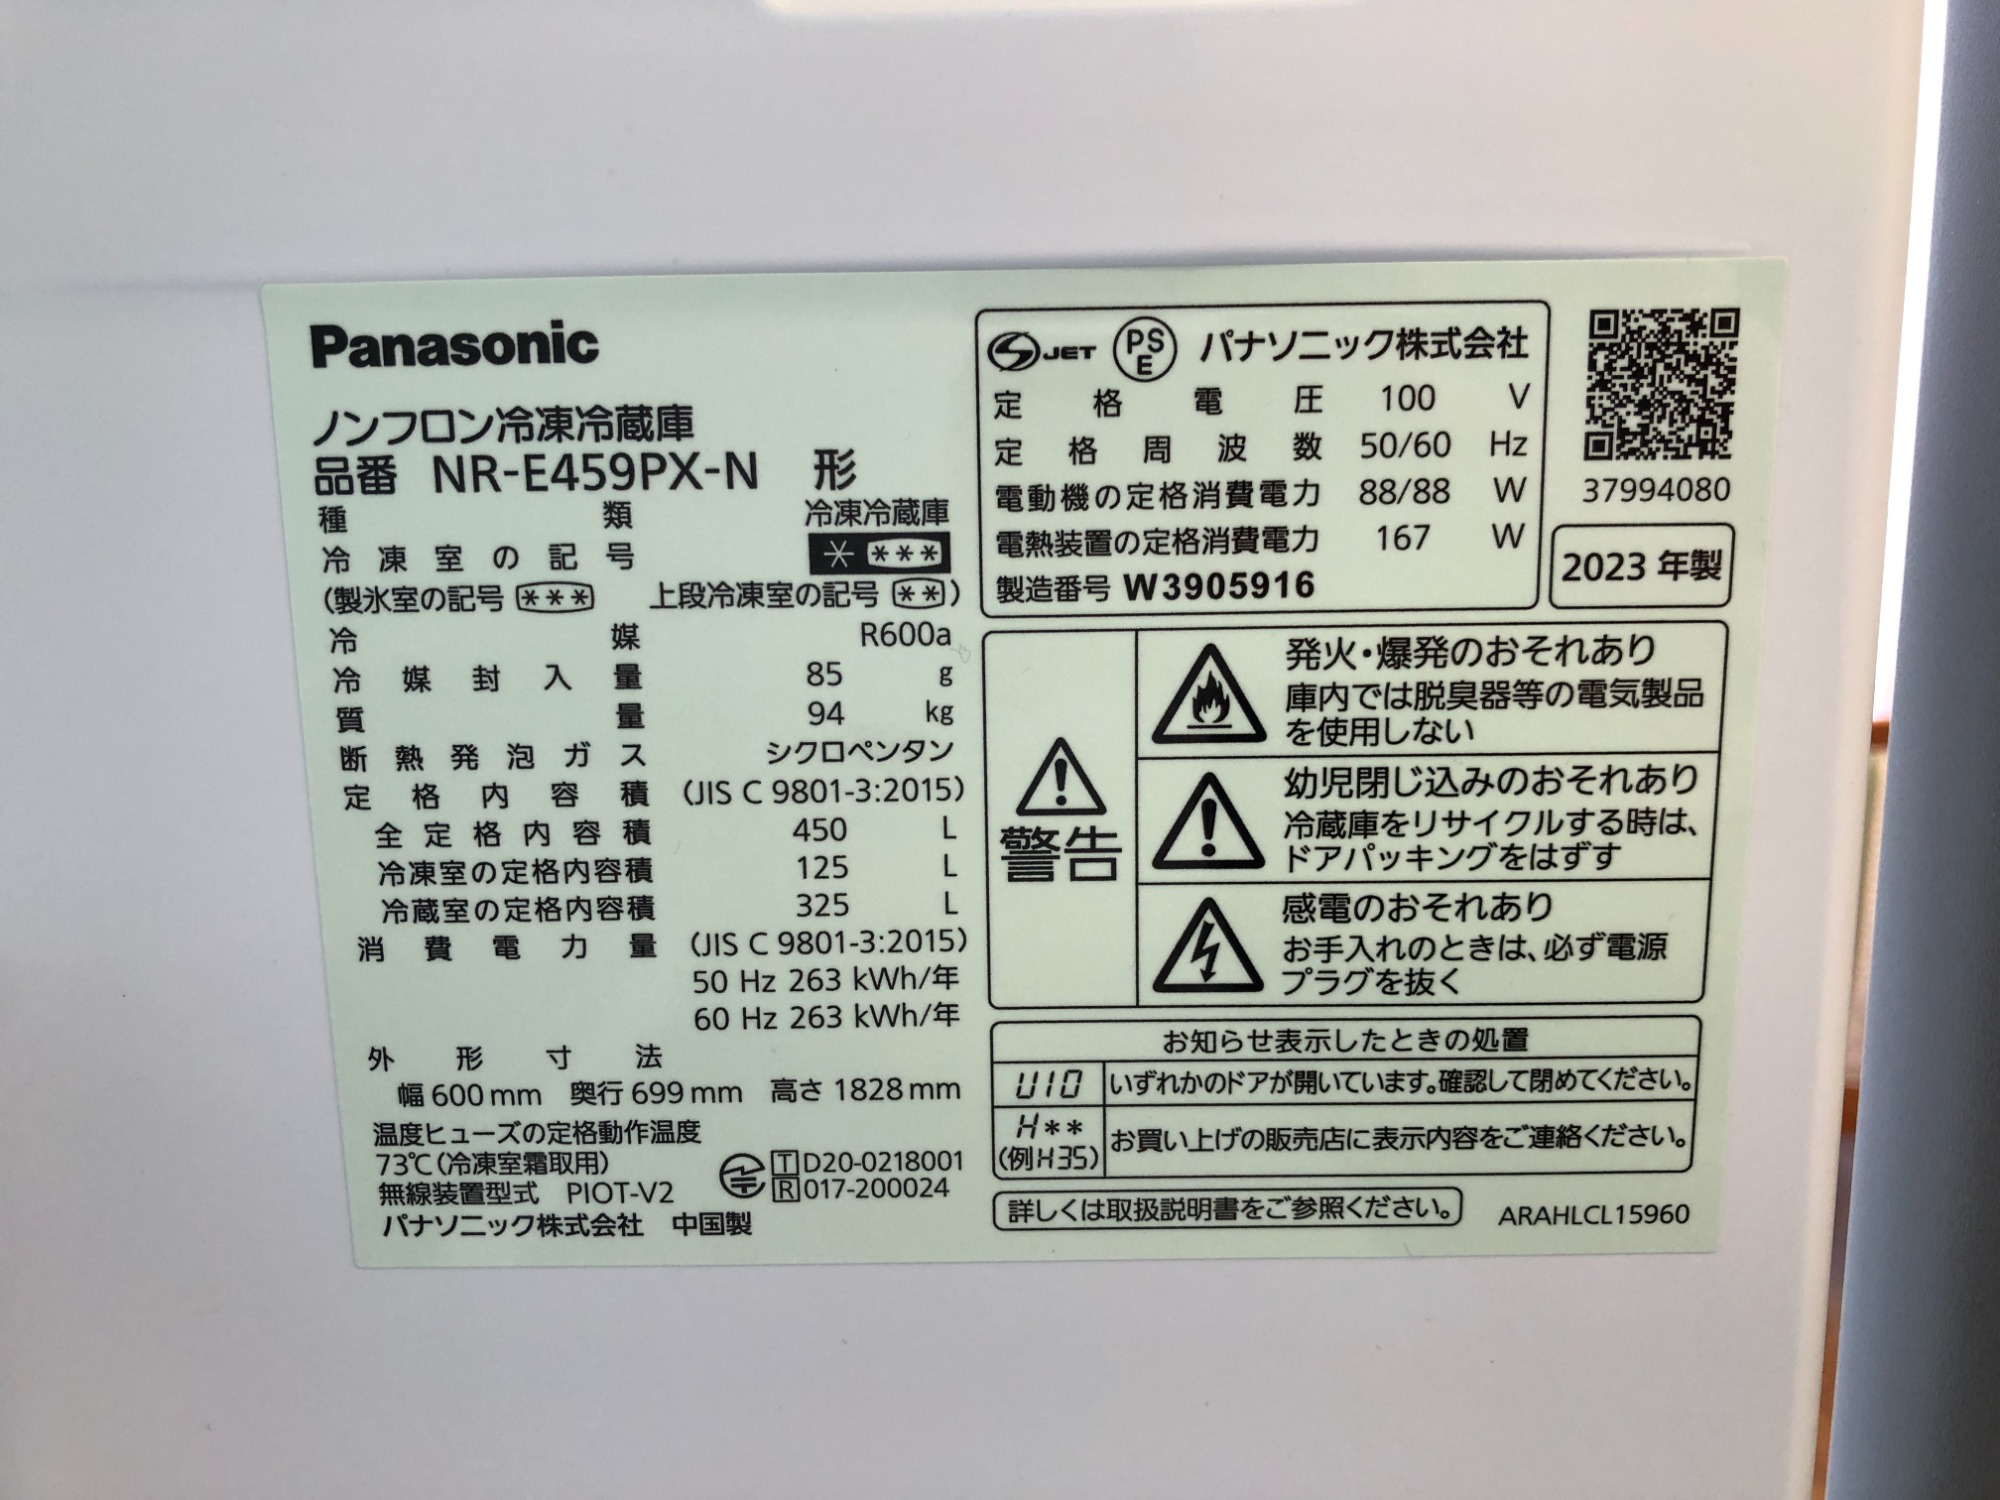 Panasonic
ノンフロン冷凍冷蔵庫
品番 NR-E459PX-N 形
種類 冷凍冷蔵庫
冷凍室の記号 * ***
(製氷室の記号 *** 上段冷凍室の記号 **)
冷媒 R600a
冷媒封入量 85 g
質量 94 kg
断熱発泡ガス シクロペンタン
定格内容積 (JIS C 9801-3:2015)
全定格内容積 450 L
冷凍室の定格内容積 125 L
冷蔵室の定格内容積 325 L
消費電力量 (JIS C 9801-3:2015)
50 Hz 263 kWh/年
60 Hz 263 kWh/年
外形寸法
幅 600 mm 奥行 699 mm 高さ 1828 mm
温度ヒューズの定格動作温度
73℃(冷凍室霜取用)
無線装置型式 PIOT-V2
T D20-0218001
R 017-200024
パナソニック株式会社 中国製
JET PSE パナソニック株式会社
定格電圧 100 V
定格周波数 50/60 Hz
電動機の定格消費電力 88/88 W
電熱装置の定格消費電力 167 W
製造番号 W3905916
37994080
2023 年製
警告
発火・爆発のおそれあり
庫内では脱臭器等の電気製品
を使用しない
幼児閉じ込みのおそれあり
冷蔵庫をリサイクルする時は、
ドアパッキングをはずす
感電のおそれあり
お手入れのときは、必ず電源
プラグを抜く
お知らせ表示したときの処置
U10 いずれかのドアが開いています。確認して閉めてください。
H**
(例H35) お買い上げの販売店に表示内容をご連絡ください。
詳しくは取扱説明書をご参照ください。
ARAHLCL15960